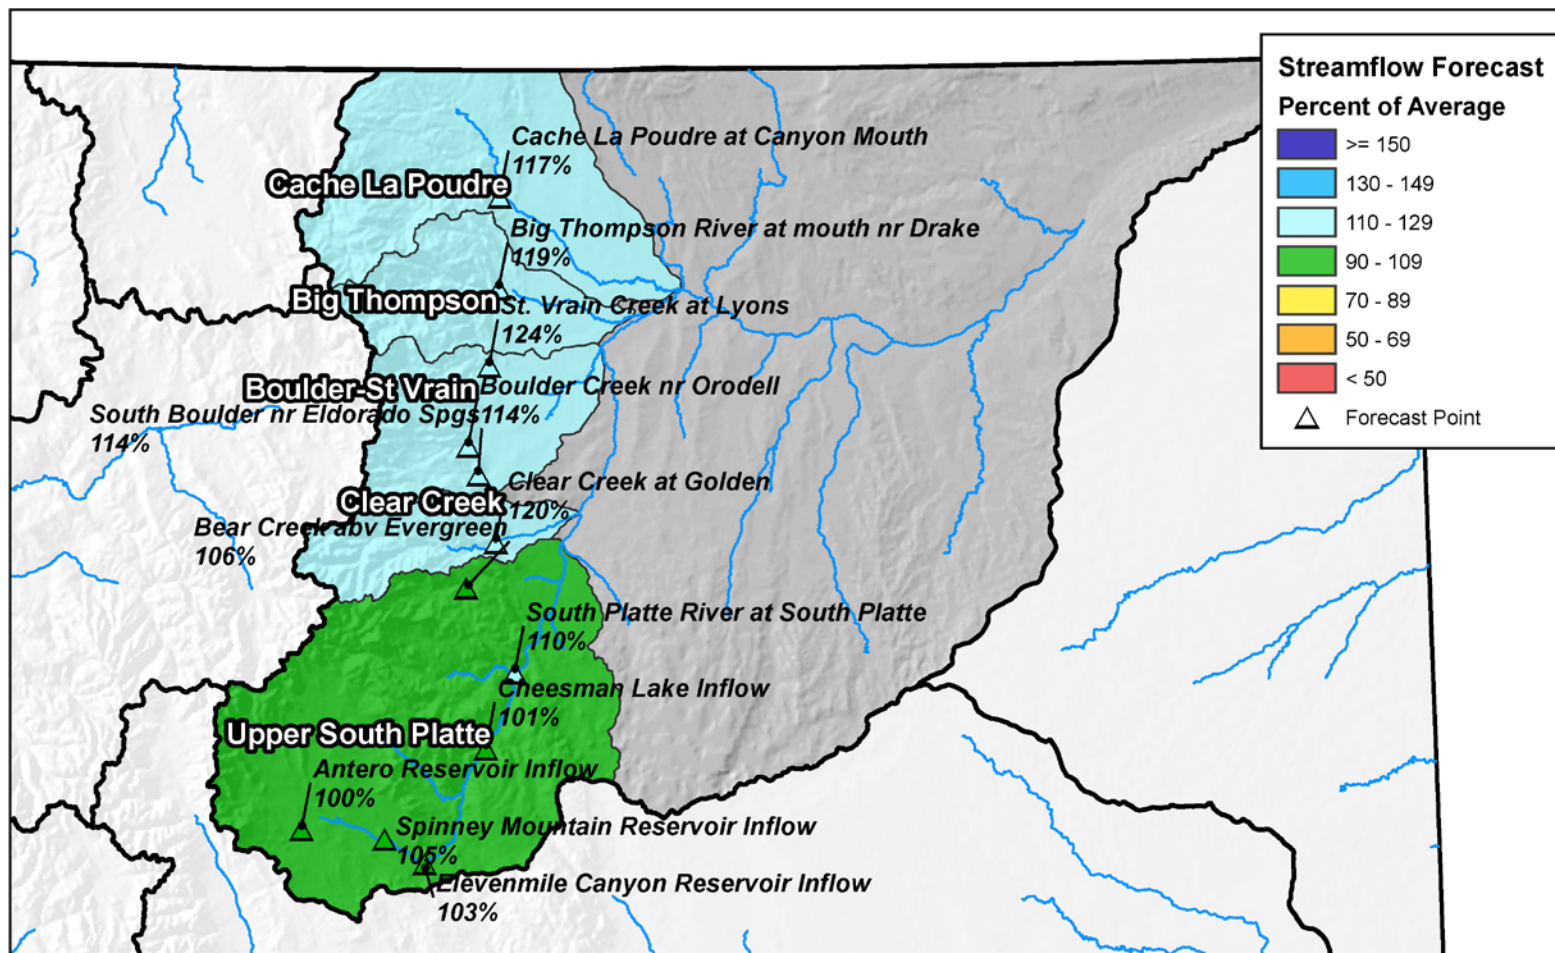 Streamflow Forecast
Percent of Average
>= 150
130 - 149
110 - 129
90 - 109
70 - 89
50 - 69
< 50
Forecast Point
Cache La Poudre at Canyon Mouth
117%
Cache La Poudre
Big Thompson River at mouth nr Drake
119%
Big Thompson
St. Vrain Creek at Lyons
124%
Boulder-St Vrain
Boulder Creek nr Orodell
114%
South Boulder nr Eldorado Spgs
114%
Clear Creek at Golden
120%
Clear Creek
Bear Creek abv Evergreen
106%
South Platte River at South Platte
110%
Cheesman Lake Inflow
101%
Upper South Platte
Antero Reservoir Inflow
100%
Spinney Mountain Reservoir Inflow
105%
Elevenmile Canyon Reservoir Inflow
103%